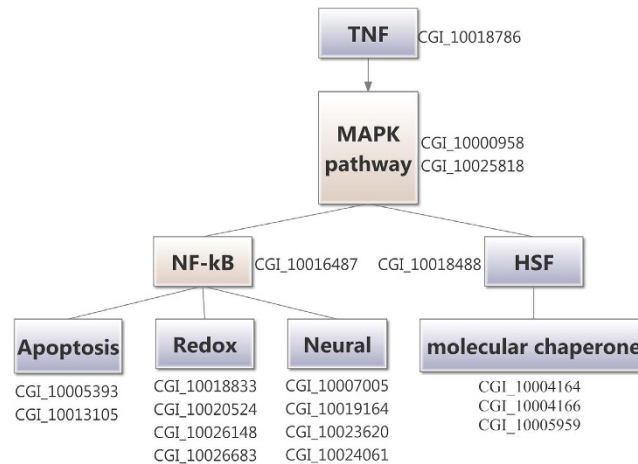 TNF
CGI_10018786
MAPK
pathway
CGI_10000958
CGI_10025818
NF-kB
CGI_10016487
CGI_10018488
HSF
Apoptosis
CGI_10005393
CGI_10013105
Redox
CGI_10018833
CGI_10020524
CGI_10026148
CGI_10026683
Neural
CGI_10007005
CGI_10019164
CGI_10023620
CGI_10024061
molecular chaperone
CGI_10004164
CGI_10004166
CGI_10005959